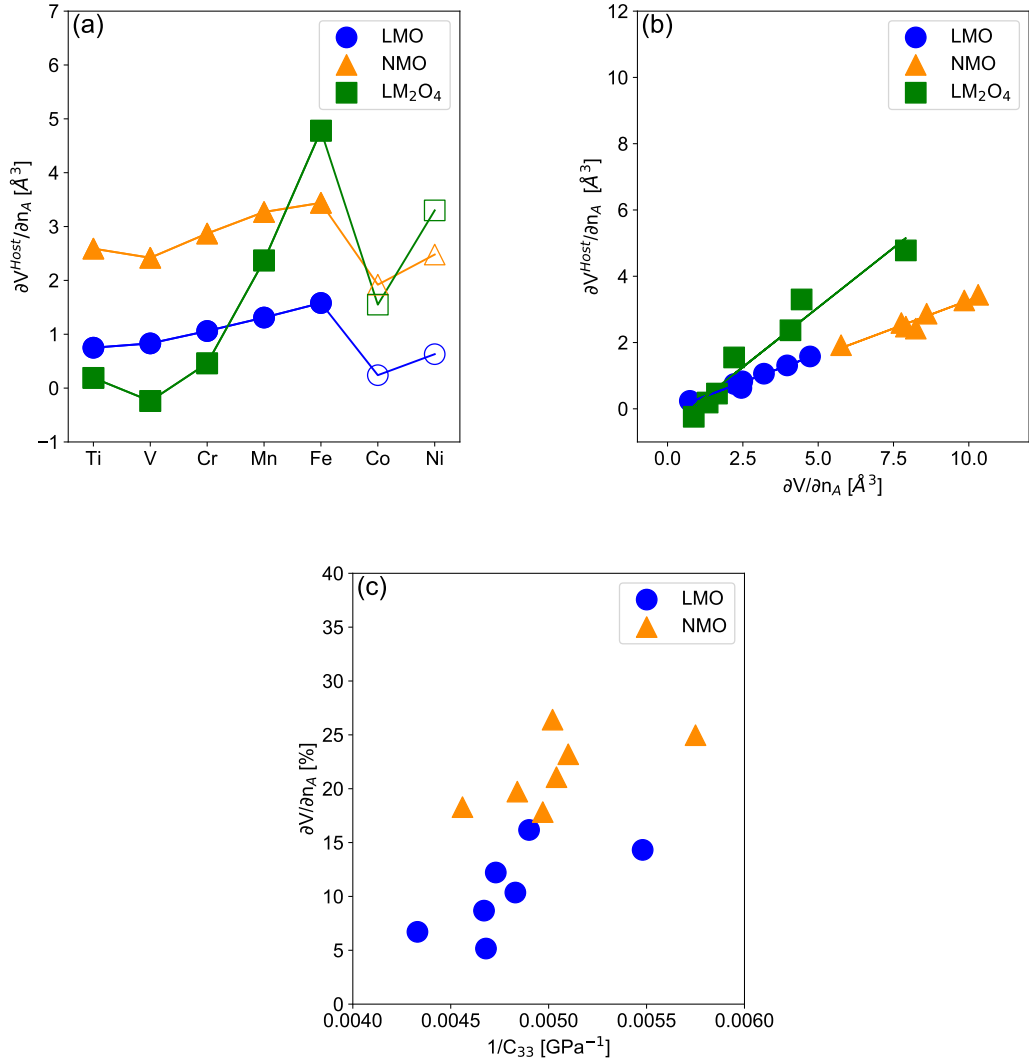 (a)
7
6
5
4
3
2
1
0
−1
∂V^Host/∂n_A [Å^3]
LMO
NMO
LM₂O₄
Ti V Cr Mn Fe Co Ni
(b)
12
10
8
6
4
2
0
∂V^Host/∂n_A [Å^3]
LMO
NMO
LM₂O₄
0.0 2.5 5.0 7.5 10.0
∂V/∂n_A [Å^3]
(c)
40
35
30
25
20
15
10
5
0
∂V/∂n_A [%]
LMO
NMO
0.0040 0.0045 0.0050 0.0055 0.0060
1/C₃₃ [GPa⁻¹]